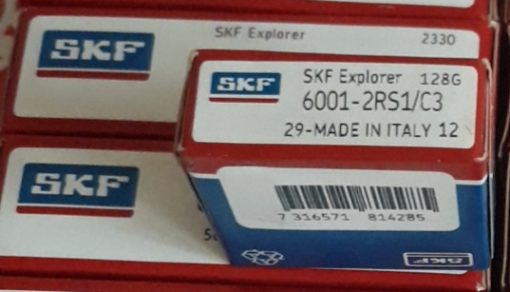 SKF
SKF Explorer 2330
SKF
SKF Explorer 128G
6001-2RS1/C3
29-MADE IN ITALY 12
SKF
7 316571 814285
SKF